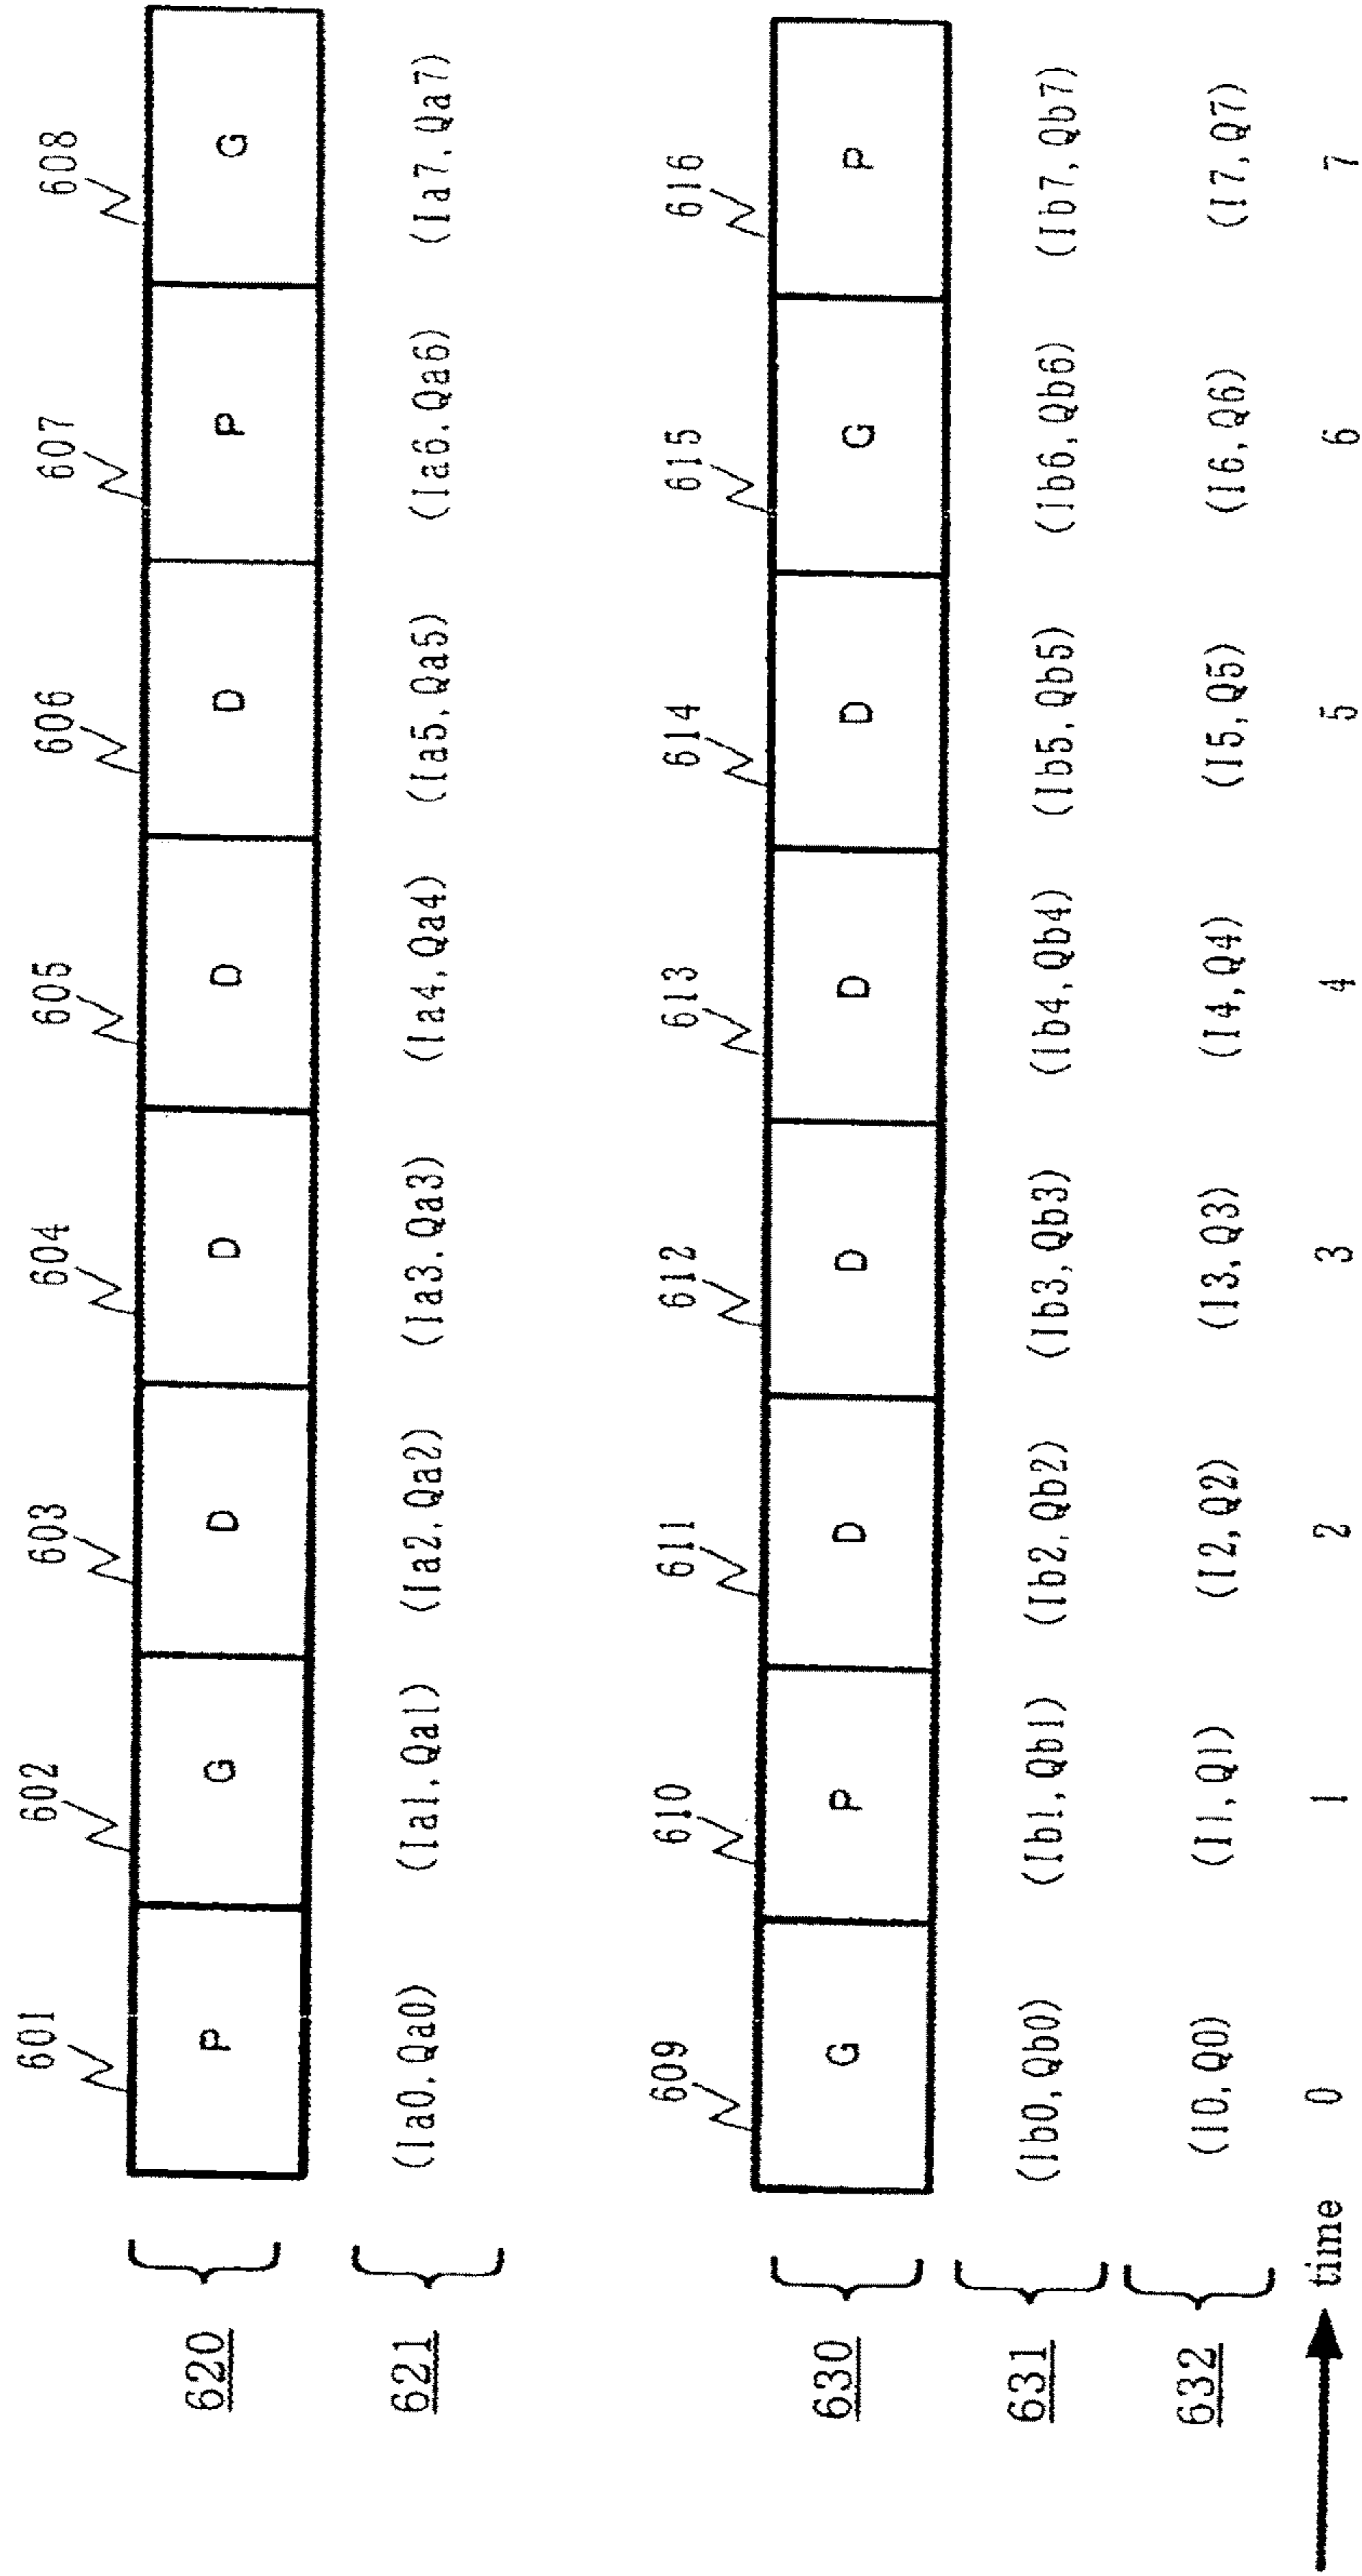 601 602 603 604 605 606 607 608
620 P G D D D D P G
621 (Ia0, Qa0) (Ia1, Qa1) (Ia2, Qa2) (Ia3, Qa3) (Ia4, Qa4) (Ia5, Qa5) (Ia6, Qa6) (Ia7, Qa7)
609 610 611 612 613 614 615 616
630 G P D D D D G P
631 (Ib0, Qb0) (Ib1, Qb1) (Ib2, Qb2) (Ib3, Qb3) (Ib4, Qb4) (Ib5, Qb5) (Ib6, Qb6) (Ib7, Qb7)
632 (I0, Q0) (I1, Q1) (I2, Q2) (I3, Q3) (I4, Q4) (I5, Q5) (I6, Q6) (I7, Q7)
time 0 1 2 3 4 5 6 7